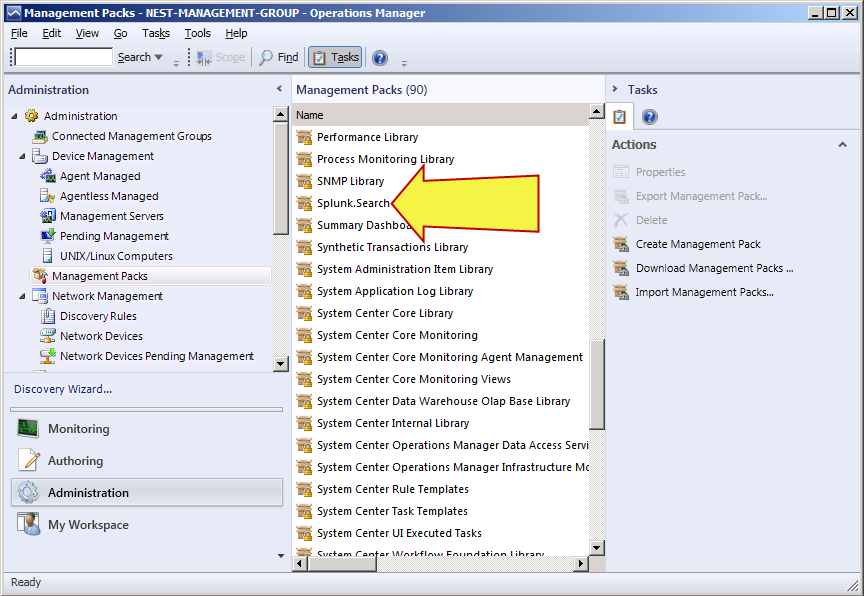 Management Packs - NEST-MANAGEMENT-GROUP - Operations Manager
File Edit View Go Tasks Tools Help
Search Scope Find Tasks
Administration
Administration
Connected Management Groups
Device Management
Agent Managed
Agentless Managed
Management Servers
Pending Management
UNIX/Linux Computers
Management Packs
Network Management
Discovery Rules
Network Devices
Network Devices Pending Management
Discovery Wizard...
Monitoring
Authoring
Administration
My Workspace
Management Packs (90)
Name
Performance Library
Process Monitoring Library
SNMP Library
Splunk.Search
Summary Dashboa
Synthetic Transactions Library
System Administration Item Library
System Application Log Library
System Center Core Library
System Center Core Monitoring
System Center Core Monitoring Agent Management
System Center Core Monitoring Views
System Center Data Warehouse Olap Base Library
System Center Internal Library
System Center Operations Manager Data Access Servi
System Center Operations Manager Infrastructure Mo
System Center Rule Templates
System Center Task Templates
System Center UI Executed Tasks
System Center Workflow Foundation Library
Tasks
Actions
Properties
Export Management Pack...
Delete
Create Management Pack
Download Management Packs ...
Import Management Packs...
Ready